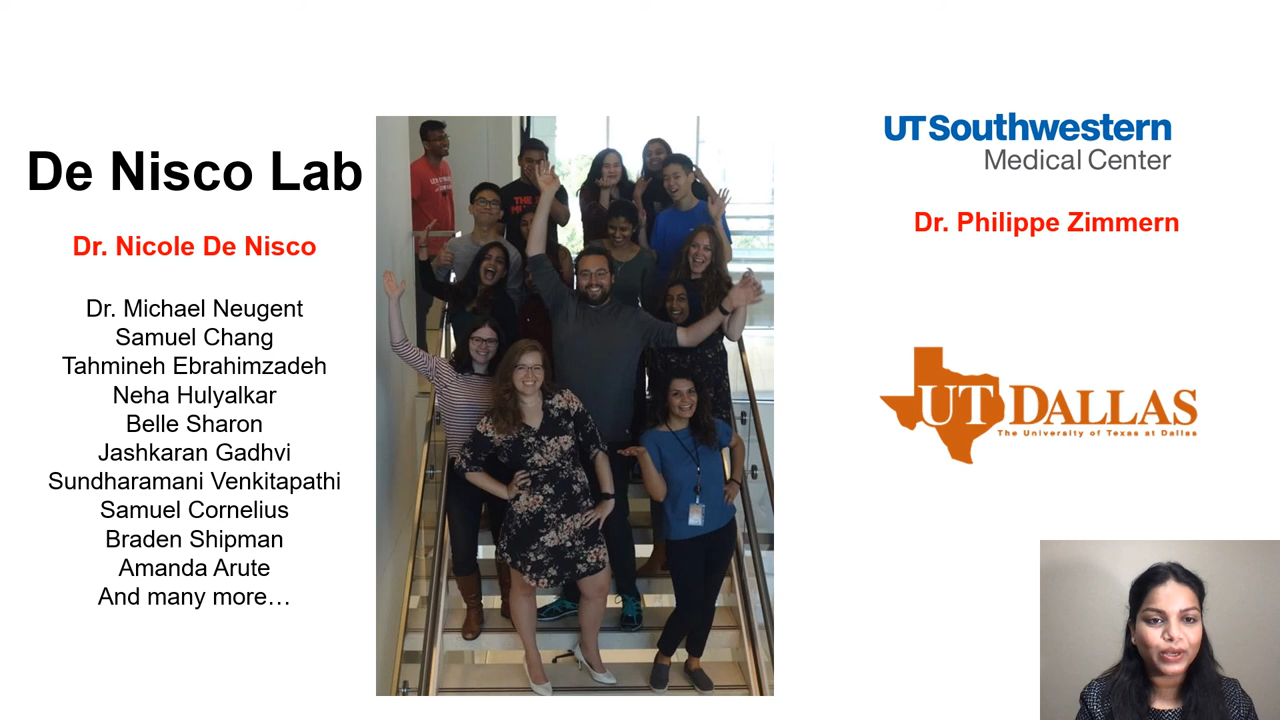 De Nisco Lab
Dr. Nicole De Nisco
Dr. Michael Neugent
Samuel Chang
Tahmineh Ebrahimzadeh
Neha Hulyalkar
Belle Sharon
Jashkaran Gadhvi
Sundharamani Venkitapathi
Samuel Cornelius
Braden Shipman
Amanda Arute
And many more…
UT Southwestern
Medical Center
Dr. Philippe Zimmern
UT DALLAS
The University of Texas at Dallas